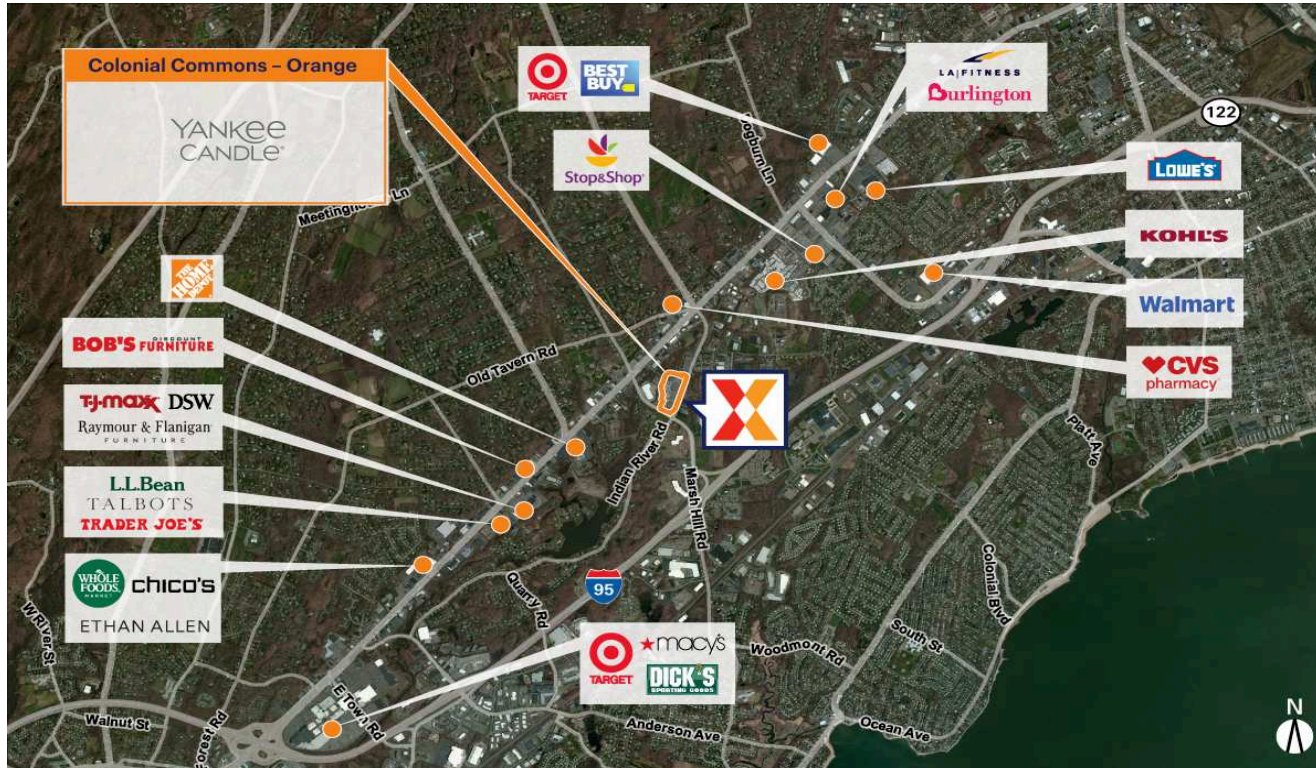 Colonial Commons – Orange
YANKEE
CANDLE®
TARGET
BEST
BUY
Stop&Shop
LA|FITNESS
Burlington
122
LOWE'S
KOHL'S
Walmart
CVS
pharmacy
THE
HOME
DEPOT
BOB'S DISCOUNT
FURNITURE
T·J·maxx DSW
Raymour & Flanigan
FURNITURE
L.L.Bean
TALBOTS
TRADER JOE'S
WHOLE
FOODS
MARKET
chico's
ETHAN ALLEN
TARGET
macy's
DICK'S
SPORTING GOODS
95
Old Tavern Rd
Indian River Rd
Marsh Hill Rd
Platt Ave
Colonial Blvd
South St
Woodmont Rd
Quarry Rd
W River St
Walnut St
E Town Rd
Anderson Ave
Ocean Ave
N